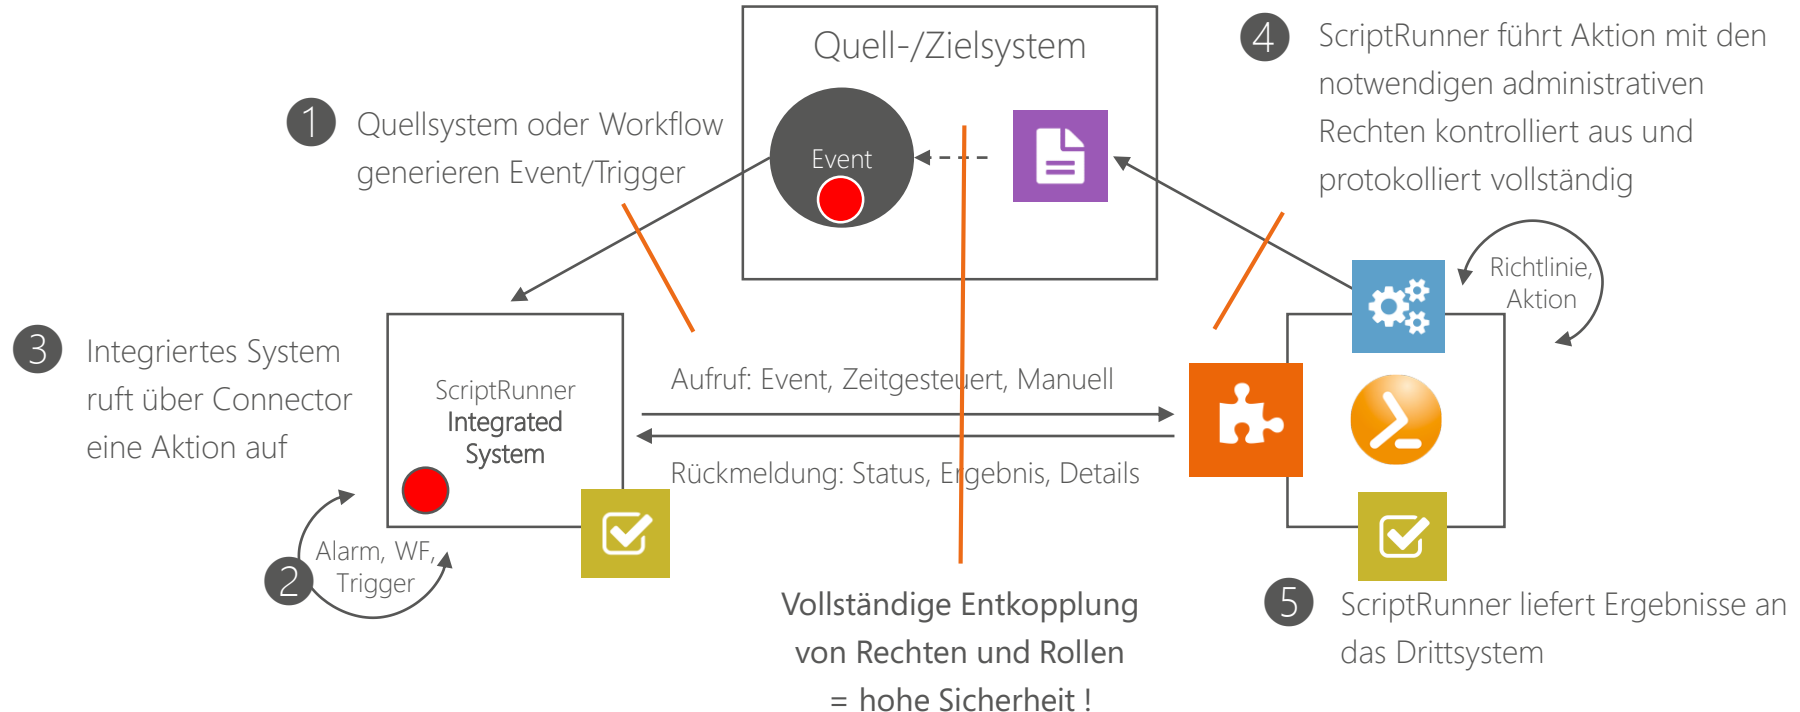 Quell-/Zielsystem
Event
1
Quellsystem oder Workflow
generieren Event/Trigger
4
ScriptRunner führt Aktion mit den
notwendigen administrativen
Rechten kontrolliert aus und
protokolliert vollständig
Richtlinie,
Aktion
3
Integriertes System
ruft über Connector
eine Aktion auf
ScriptRunner
Integrated
System
Aufruf: Event, Zeitgesteuert, Manuell
Rückmeldung: Status, Ergebnis, Details
2
Alarm, WF,
Trigger
Vollständige Entkopplung
von Rechten und Rollen
= hohe Sicherheit !
5
ScriptRunner liefert Ergebnisse an
das Drittsystem